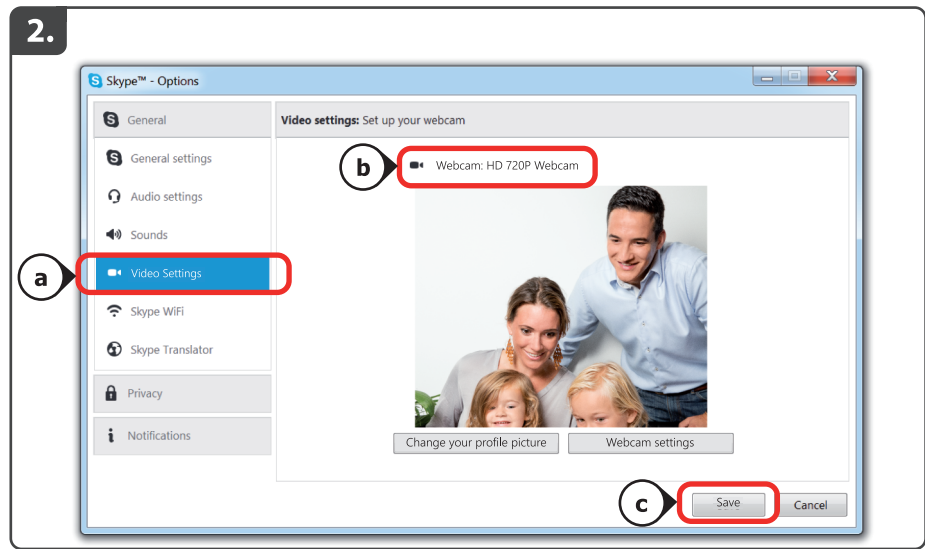 2.
Skype™ - Options
General
Video settings: Set up your webcam
General settings
b
Webcam: HD 720P Webcam
Audio settings
Sounds
a
Video Settings
Skype WiFi
Skype Translator
Privacy
Notifications
Change your profile picture
Webcam settings
c
Save
Cancel